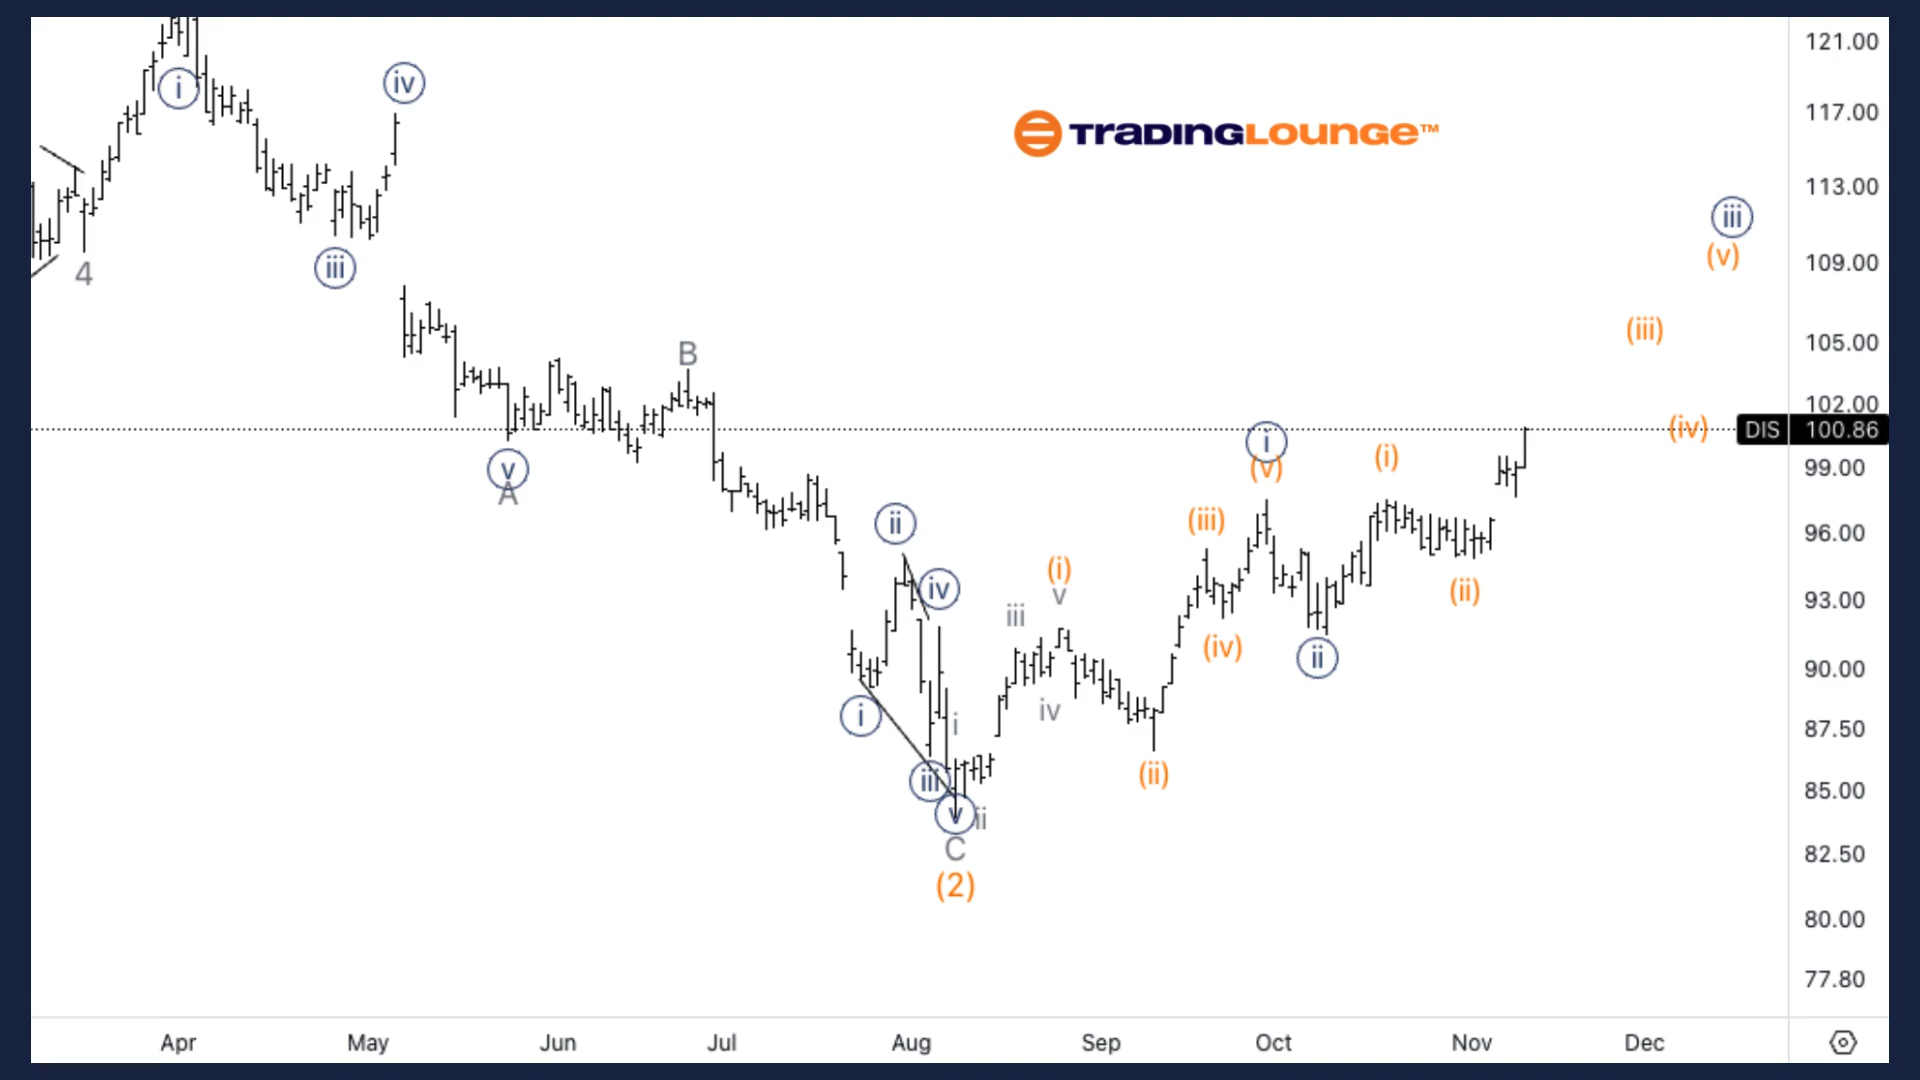 121.00
ⓘ
iv
117.00
TRADINGLOUNGE™
113.00
iii
(v)
109.00
4
iii
(iii)
105.00
B
102.00
(iv)
DIS 100.86
i
(v)
(i)
99.00
v
A
ii
(iii)
96.00
(i)
iv
v
iii
(ii)
93.00
(iv)
ii
90.00
i
i
iv
87.50
(ii)
iii
85.00
v
ii
C
82.50
(2)
80.00
77.80
Apr May Jun Jul Aug Sep Oct Nov Dec